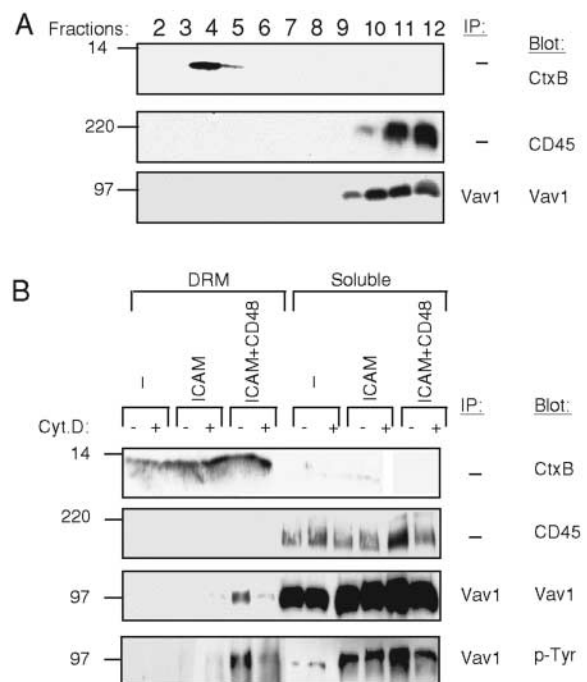 A
Fractions: 2 3 4 5 6 7 8 9 10 11 12 IP: Blot:
14 – CtxB
220 – CD45
97 Vav1 Vav1
B
DRM Soluble
I ICAM ICAM+CD48 I ICAM ICAM+CD48
Cyt.D: - + - + - + - + - + - + IP: Blot:
14 – CtxB
220 – CD45
97 Vav1 Vav1
97 Vav1 p-Tyr